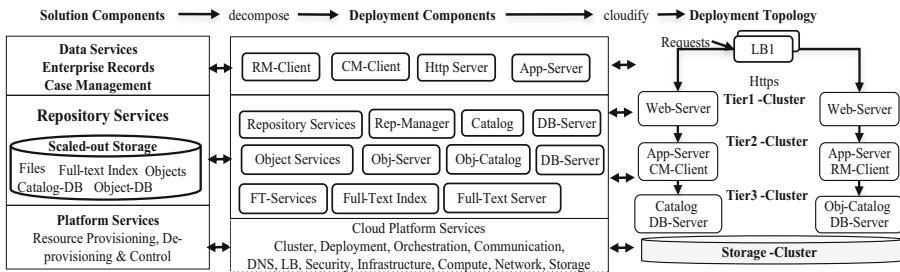 Solution Components decompose Deployment Components cloudify Deployment Topology
Data Services
Enterprise Records
Case Management
RM-Client
CM-Client
Http Server
App-Server
Requests
LB1
Https
Repository Services
Scaled-out Storage
Files Full-text Index Objects
Catalog-DB Object-DB
Repository Services
Rep-Manager
Catalog
DB-Server
Object Services
Obj-Server
Obj-Catalog
DB-Server
FT-Services
Full-Text Index
Full-Text Server
Tier1 -Cluster
Web-Server
Web-Server
Tier2 -Cluster
App-Server
CM-Client
App-Server
RM-Client
Tier3 -Cluster
Catalog
DB-Server
Obj-Catalog
DB-Server
Platform Services
Resource Provisioning, De-
provisioning & Control
Cloud Platform Services
Cluster, Deployment, Orchestration, Communication,
DNS, LB, Security, Infrastructure, Compute, Network, Storage
Storage -Cluster